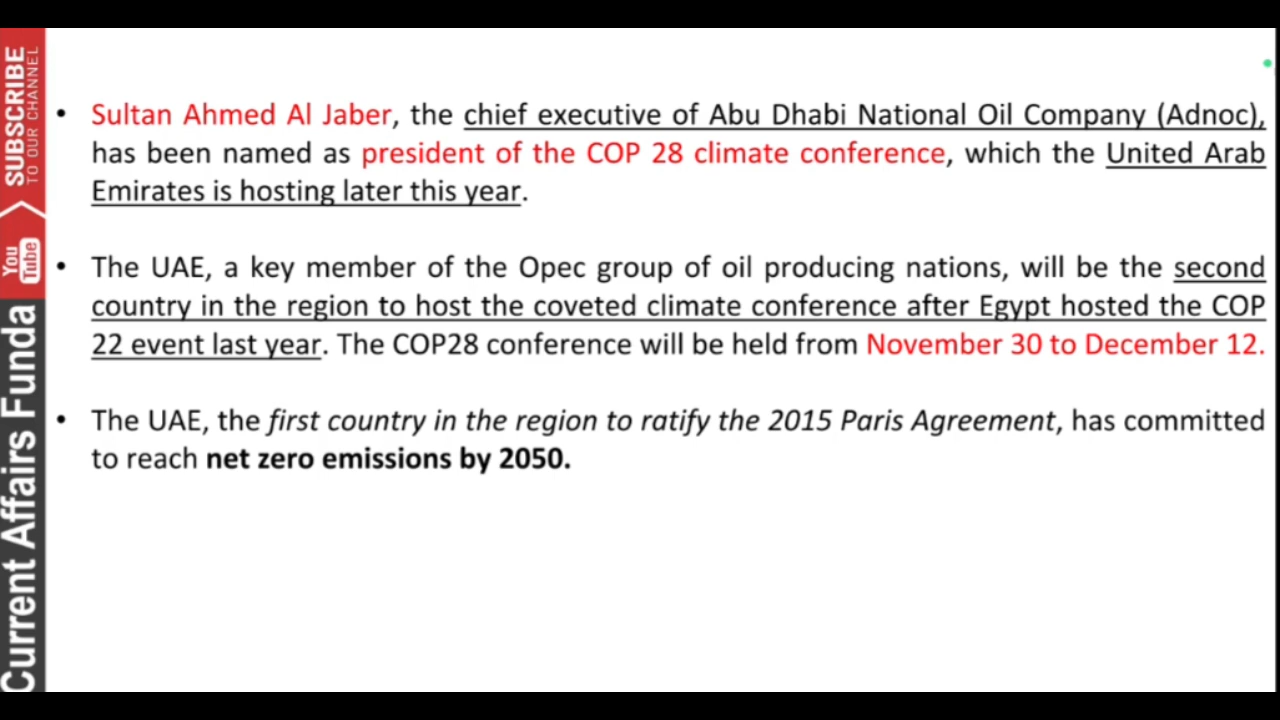 SUBSCRIBE
TO OUR CHANNEL
You
Tube
Current Affairs Funda
• Sultan Ahmed Al Jaber, the chief executive of Abu Dhabi National Oil Company (Adnoc),
has been named as president of the COP 28 climate conference, which the United Arab
Emirates is hosting later this year.
• The UAE, a key member of the Opec group of oil producing nations, will be the second
country in the region to host the coveted climate conference after Egypt hosted the COP
22 event last year. The COP28 conference will be held from November 30 to December 12.
• The UAE, the first country in the region to ratify the 2015 Paris Agreement, has committed
to reach net zero emissions by 2050.